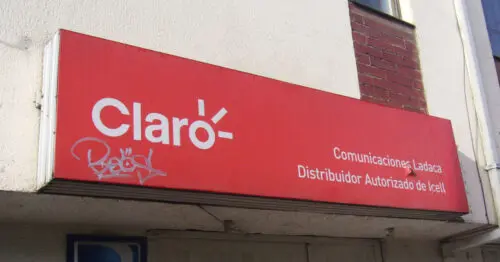 Claro
Comunicaciones Ladaca
Distribuidor Autorizado de Icell